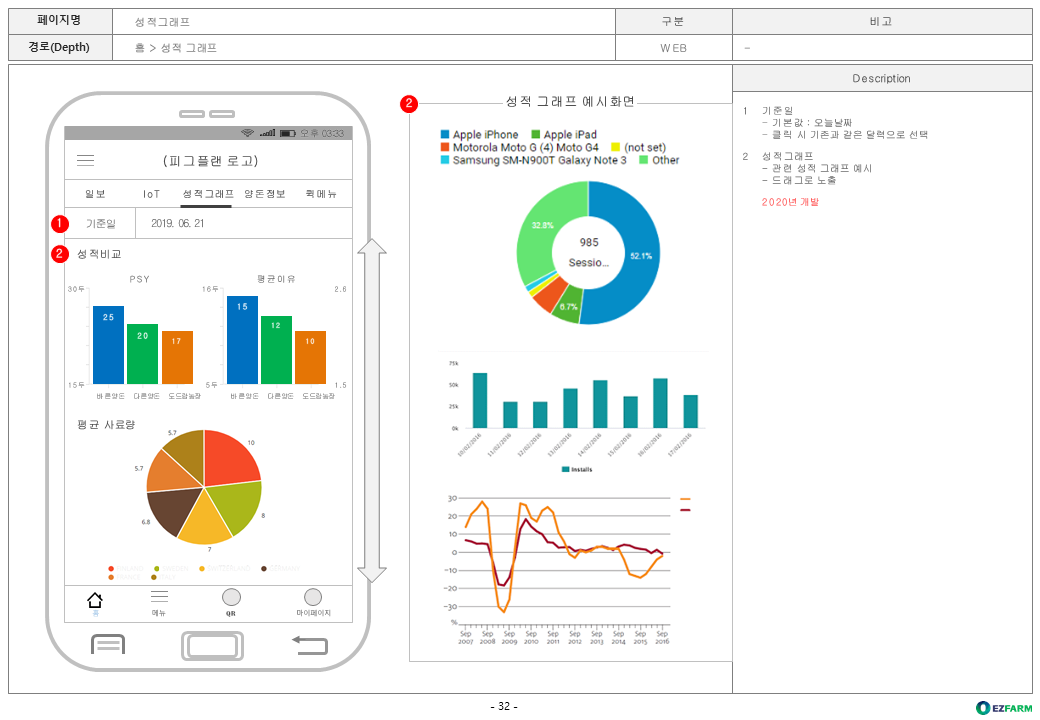 페이지명 성적그래프 구분 비고
경로(Depth) 홈 > 성적 그래프 WEB -
Description
1 기준일
- 기본값 : 오늘날짜
- 클릭 시 기존과 같은 달력으로 선택
2 성적그래프
- 관련 성적 그래프 예시
- 드래그로 노출
2020년 개발
오후 03:33
(피그플랜 로고)
일보 IoT 성적그래프 양돈정보 퀵메뉴
1 기준일 2019. 06. 21
2 성적비교
PSY 평균이유
30두 16두 2.6
25 20 17 15 12 10
15두 5두 1.5
바른양돈 다른양돈 도드람농장 바른양돈 다른양돈 도드람농장
평균 사료량
5.7 10
5.7
6.8 8
7
홈 메뉴 QR 마이페이지
2 성적 그래프 예시화면
Apple iPhone Apple iPad
Motorola Moto G (4) Moto G4 (not set)
Samsung SM-N900T Galaxy Note 3 Other
32.8%
985
Sessio...
52.1%
6.7%
75k
50k
25k
0k
10/02/2016 11/02/2016 12/02/2016 13/02/2016 14/02/2016 15/02/2016 16/02/2016 17/02/2016
Installs
30
20
10
0
−10
−20
−30
%
Sep Sep Sep Sep Sep Sep Sep Sep Sep Sep
2007 2008 2009 2010 2011 2012 2013 2014 2015 2016
- 32 -
EZFARM